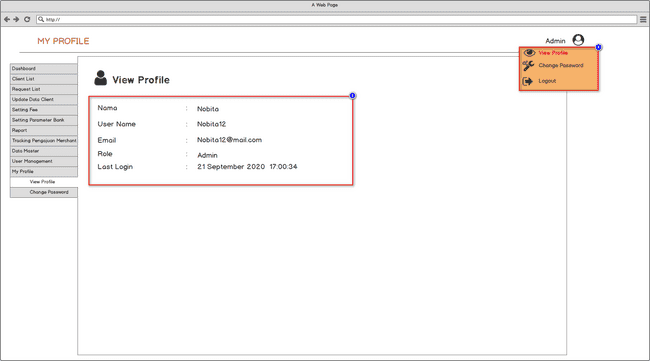 A Web Page
http://
MY PROFILE
Admin
View Profile
Change Password
Logout
Dashboard
Client List
Request List
Update Data Client
Setting Fee
Setting Parameter Bank
Report
Tracking Pengajuan Merchant
Data Master
User Management
My Profile
View Profile
Change Password
View Profile
Nama : Nobita
User Name : Nobita12
Email : Nobita12@mail.com
Role : Admin
Last Login : 21 September 2020 17:00:34